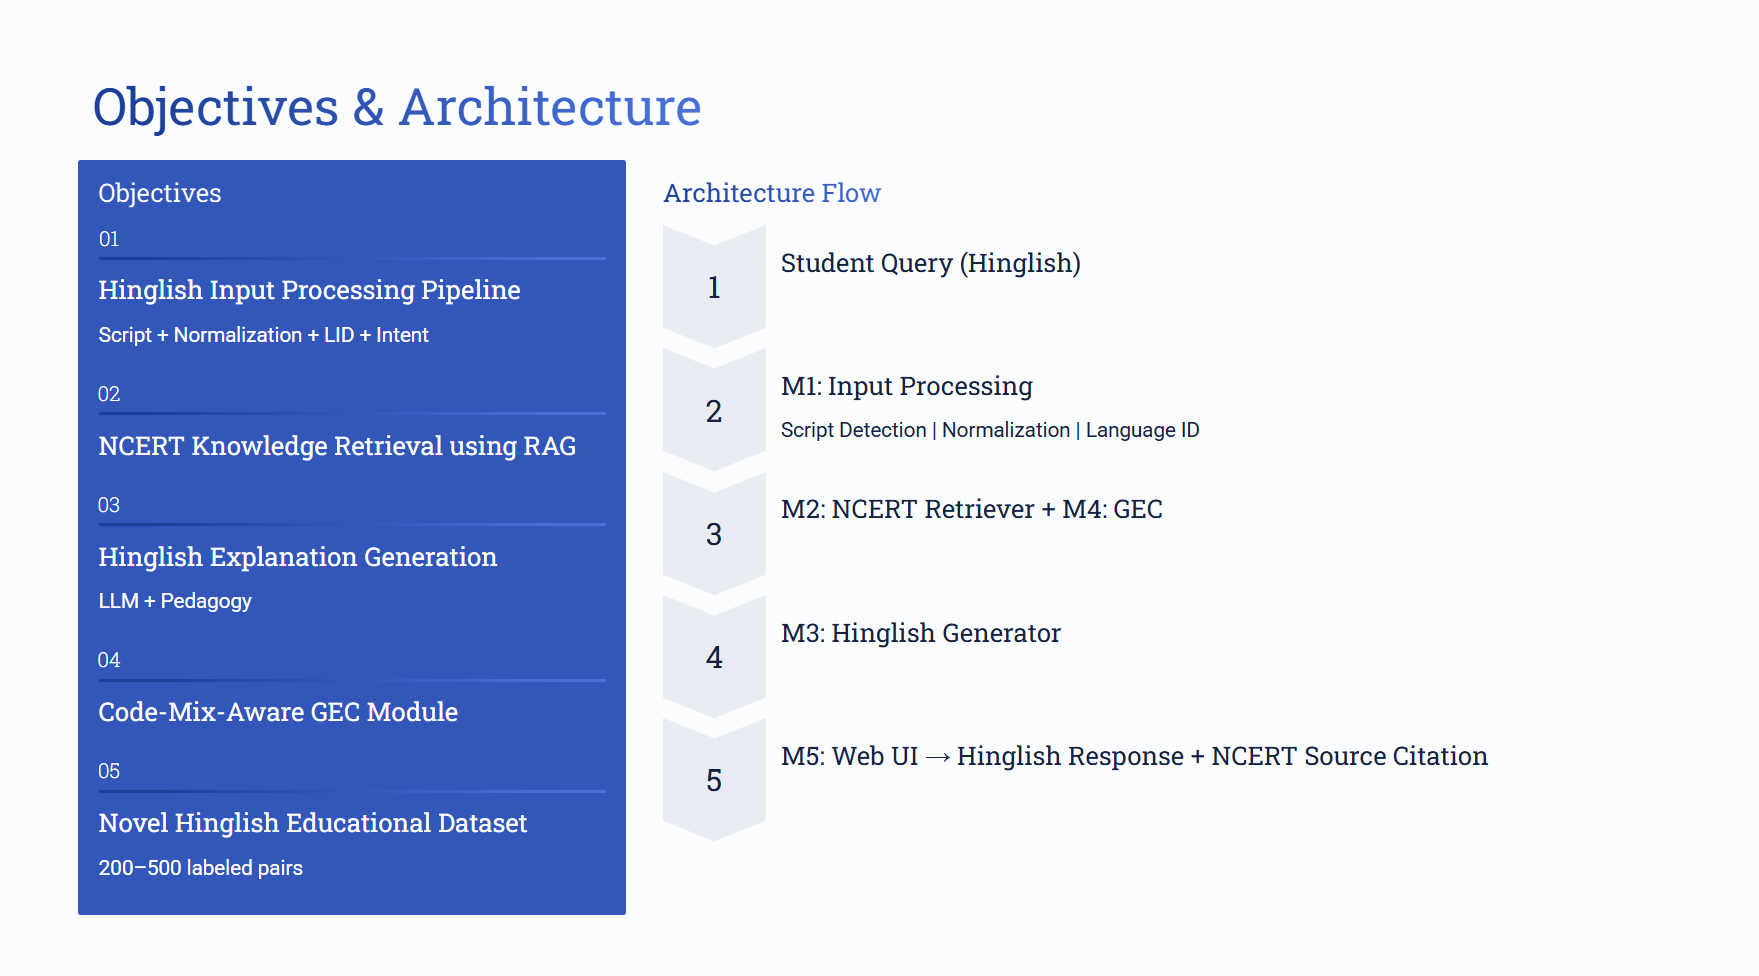 Objectives & Architecture
Objectives
01
Hinglish Input Processing Pipeline
Script + Normalization + LID + Intent
02
NCERT Knowledge Retrieval using RAG
03
Hinglish Explanation Generation
LLM + Pedagogy
04
Code-Mix-Aware GEC Module
05
Novel Hinglish Educational Dataset
200–500 labeled pairs
Architecture Flow
1
Student Query (Hinglish)
2
M1: Input Processing
Script Detection | Normalization | Language ID
3
M2: NCERT Retriever + M4: GEC
4
M3: Hinglish Generator
5
M5: Web UI → Hinglish Response + NCERT Source Citation